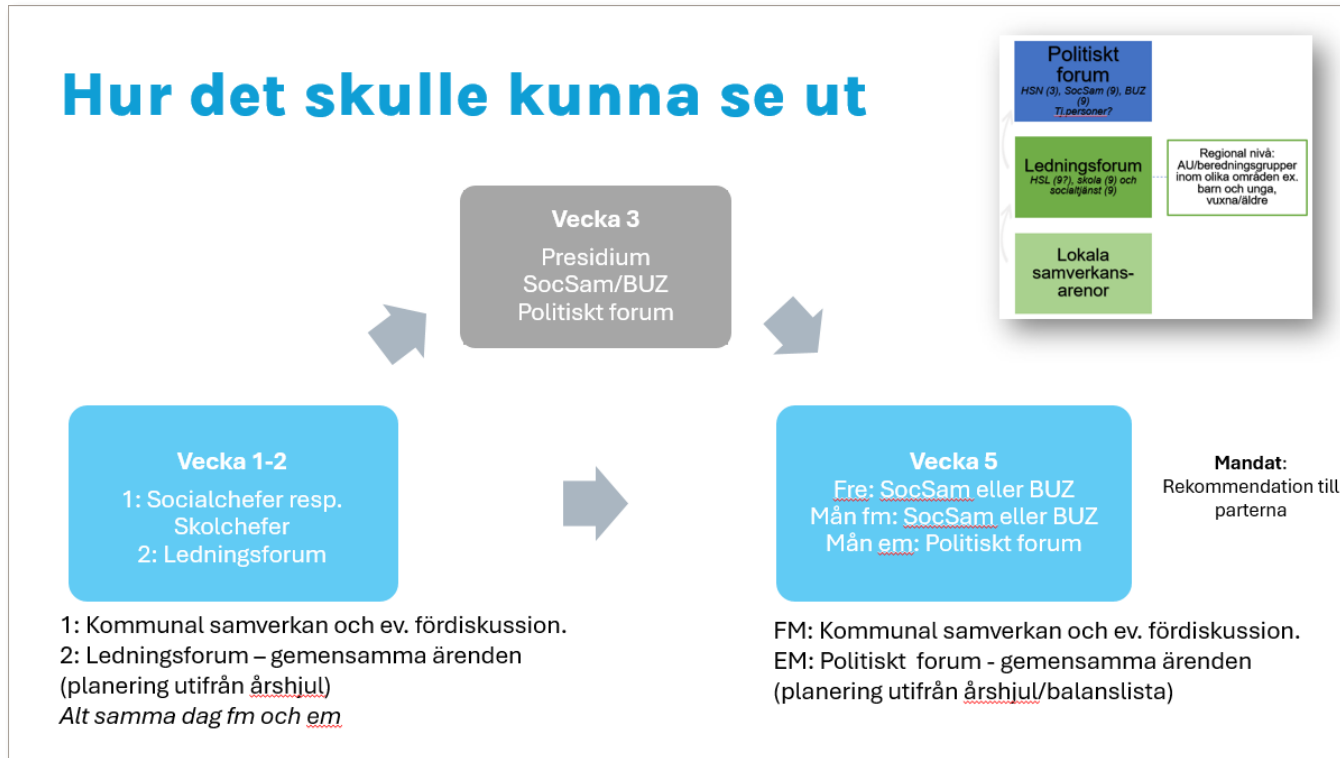 Hur det skulle kunna se ut
Politiskt
forum
HSN (3), SocSam (9), BUZ
(9)
Ti personer?
Ledningsforum
HSL (9?), skola (9) och
socialtjänst (9)
Regional nivå:
AU/beredningsgrupper
inom olika områden ex.
barn och unga,
vuxna/äldre
Lokala
samverkans-
arenor
Vecka 3
Presidium
SocSam/BUZ
Politiskt forum
Vecka 1-2
1: Socialchefer resp.
Skolchefer
2: Ledningsforum
Vecka 5
Fre: SocSam eller BUZ
Mån fm: SocSam eller BUZ
Mån em: Politiskt forum
Mandat:
Rekommendation till
parterna
1: Kommunal samverkan och ev. fördiskussion.
2: Ledningsforum – gemensamma ärenden
(planering utifrån årshjul)
Alt samma dag fm och em
FM: Kommunal samverkan och ev. fördiskussion.
EM: Politiskt forum - gemensamma ärenden
(planering utifrån årshjul/balanslista)